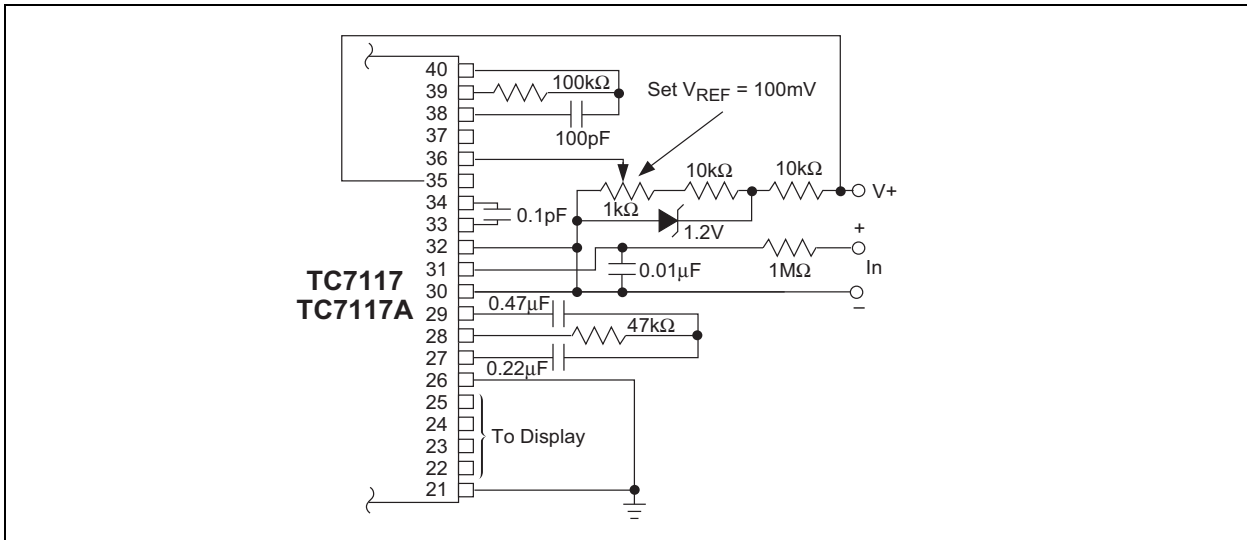 40
39
38
37
36
35
34
33
32
31
30
29
28
27
26
25
24
23
22
21
TC7117
TC7117A
100kΩ
100pF
Set VREF = 100mV
10kΩ
10kΩ
V+
1kΩ
1.2V
0.1pF
+
In
–
0.01μF
1MΩ
0.47μF
47kΩ
0.22μF
To Display